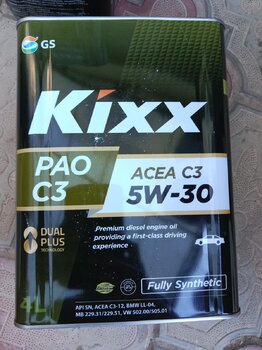 GS
Kixx
PAO
C3
ACEA C3
5W-30
DUAL
PLUS
TECHNOLOGY
Premium diesel engine oil
providing a first-class driving
experience
Fully Synthetic
4L
API SN, ACEA C3-12, BMW LL-04,
MB 229.31/229.51, VW 502.00/505.01